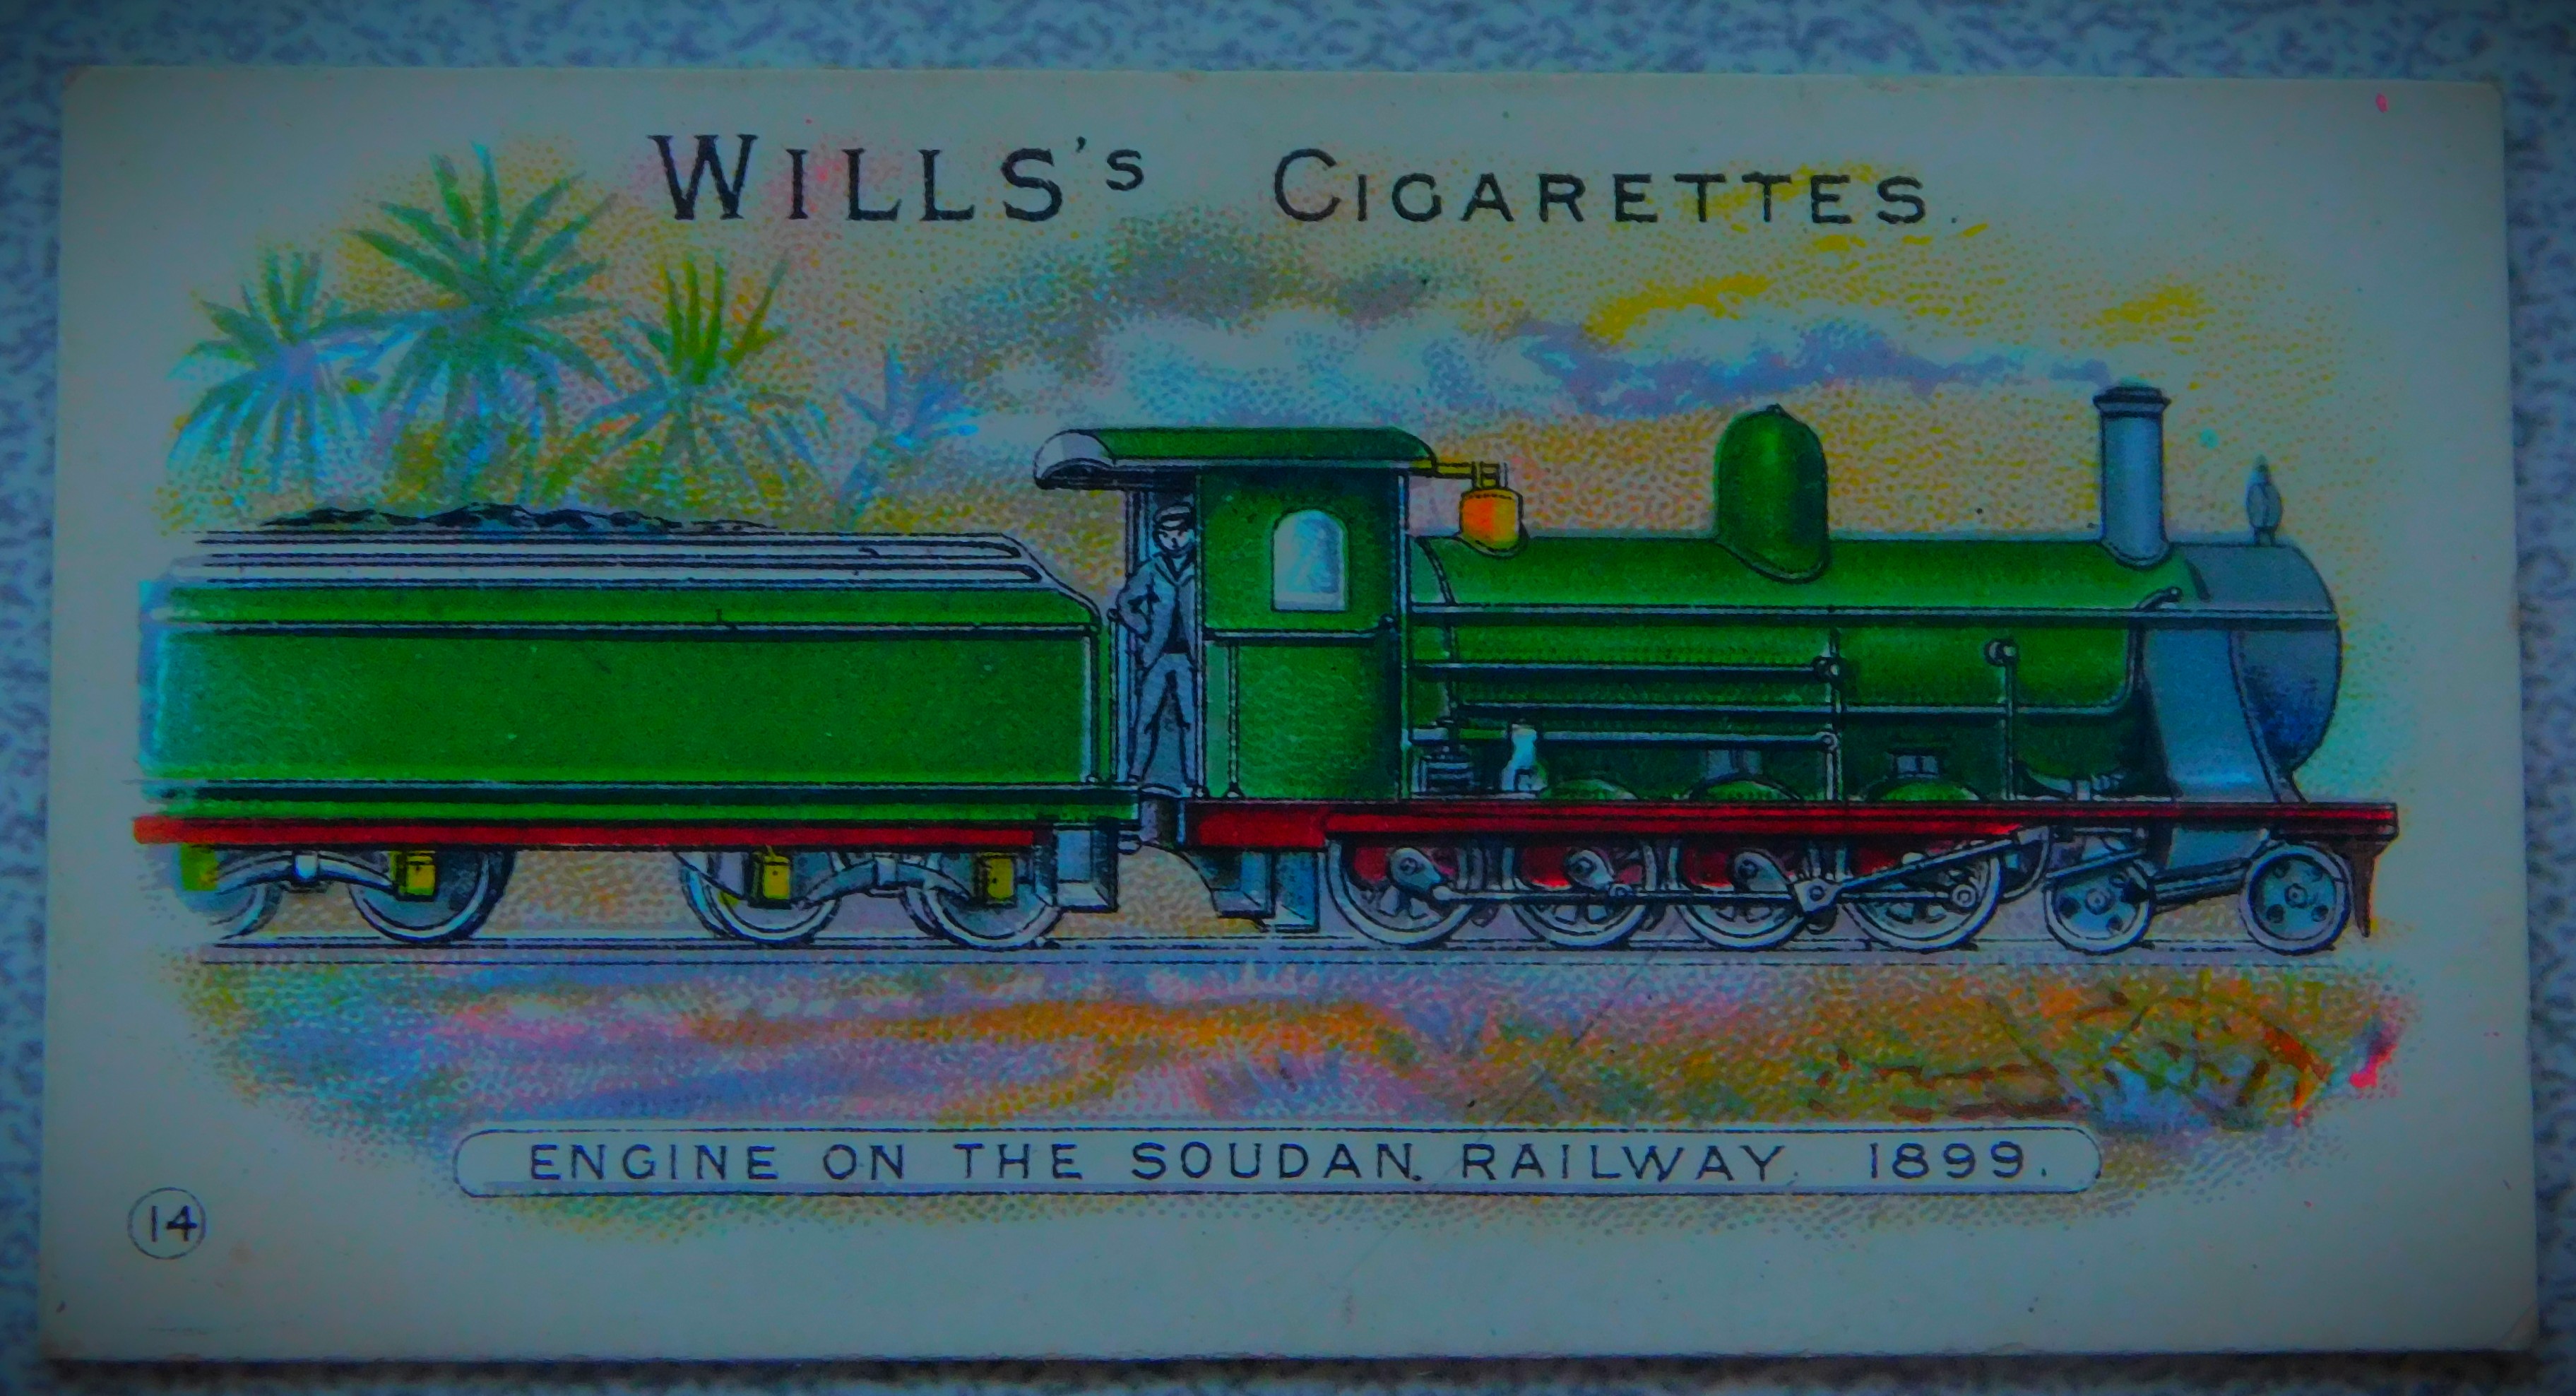 WILLS's CIGARETTES.
ENGINE ON THE SOUDAN RAILWAY. 1899.
14